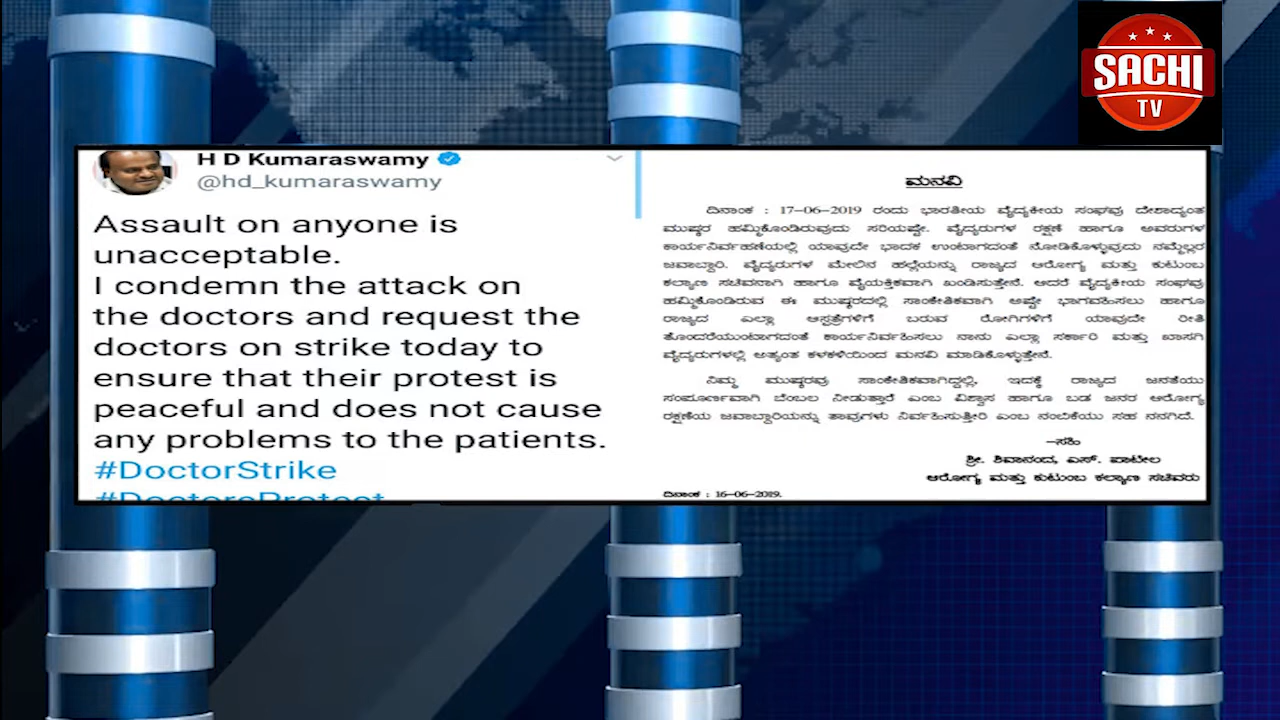 SACHI
TV
H D Kumaraswamy
@hd_kumaraswamy
Assault on anyone is
unacceptable.
I condemn the attack on
the doctors and request the
doctors on strike today to
ensure that their protest is
peaceful and does not cause
any problems to the patients.
#DoctorStrike
#DoctorsProtest
ಮನವಿ
ದಿನಾಂಕ : 17-06-2019 ರಂದು ಭಾರತೀಯ ವೈದ್ಯಕೀಯ ಸಂಘವು ದೇಶಾದ್ಯಂತ
ಮುಷ್ಕರ ಹಮ್ಮಿಕೊಂಡಿರುವುದು ಸರಿಯಷ್ಟೇ. ವೈದ್ಯರುಗಳ ರಕ್ಷಣೆ ಹಾಗೂ ಅವರುಗಳ
ಕಾರ್ಯನಿರ್ವಹಣೆಯಲ್ಲಿ ಯಾವುದೇ ಭಾದಕ ಉಂಟಾಗದಂತೆ ನೋಡಿಕೊಳ್ಳುವುದು ನಮ್ಮೆಲ್ಲರ
ಜವಾಬ್ದಾರಿ. ವೈದ್ಯರುಗಳ ಮೇಲಿನ ಹಲ್ಲೆಯನ್ನು ರಾಜ್ಯದ ಆರೋಗ್ಯ ಮತ್ತು ಕುಟುಂಬ
ಕಲ್ಯಾಣ ಸಚಿವನಾಗಿ ಹಾಗೂ ವೈಯಕ್ತಿಕವಾಗಿ ಖಂಡಿಸುತ್ತೇನೆ. ಆದರೆ ವೈದ್ಯಕೀಯ ಸಂಘವು
ಹಮ್ಮಿಕೊಂಡಿರುವ ಈ ಮುಷ್ಕರದಲ್ಲಿ ಸಾಂಕೇತಿಕವಾಗಿ ಅಷ್ಟೇ ಭಾಗವಹಿಸಲು ಹಾಗೂ
ರಾಜ್ಯದ ಎಲ್ಲಾ ಆಸ್ಪತ್ರೆಗಳಿಗೆ ಬರುವ ರೋಗಿಗಳಿಗೆ ಯಾವುದೇ ರೀತಿ
ತೊಂದರೆಯುಂಟಾಗದಂತೆ ಕಾರ್ಯನಿರ್ವಹಿಸಲು ನಾನು ಎಲ್ಲಾ ಸರ್ಕಾರಿ ಮತ್ತು ಖಾಸಗಿ
ವೈದ್ಯರುಗಳಲ್ಲಿ ಅತ್ಯಂತ ಕಳಕಳಿಯಿಂದ ಮನವಿ ಮಾಡಿಕೊಳ್ಳುತ್ತೇನೆ.
ನಿಮ್ಮ ಮುಷ್ಕರವು ಸಾಂಕೇತಿಕವಾಗಿದ್ದಲ್ಲಿ, ಇದಕ್ಕೆ ರಾಜ್ಯದ ಜನತೆಯು
ಸಂಪೂರ್ಣವಾಗಿ ಬೆಂಬಲ ನೀಡುತ್ತಾರೆ ಎಂಬ ವಿಶ್ವಾಸ ಹಾಗೂ ಬಡ ಜನರ ಆರೋಗ್ಯ
ರಕ್ಷಣೆಯ ಜವಾಬ್ದಾರಿಯನ್ನು ತಾವುಗಳು ನಿರ್ವಹಿಸುತ್ತೀರಿ ಎಂಬ ನಂಬಿಕೆಯು ಸಹ ನನಗಿದೆ.
-ಸಹಿ
ಶ್ರೀ. ಶಿವಾನಂದ, ಎಸ್. ಪಾಟೀಲ
ಆರೋಗ್ಯ ಮತ್ತು ಕುಟುಂಬ ಕಲ್ಯಾಣ ಸಚಿವರು
ದಿನಾಂಕ : 16-06-2019.